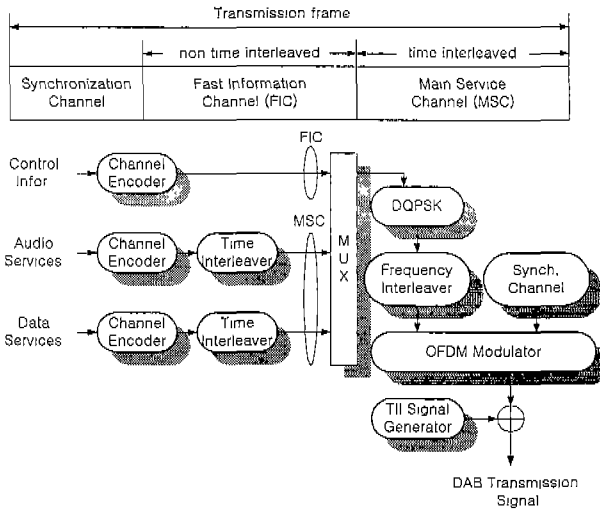 Transmission frame
non time interleaved
time interleaved
Synchronization
Channel
Fast Information
Channel (FIC)
Main Service
Channel (MSC)
FIC
Control
Infor
Channel
Encoder
DQPSK
MSC
MUX
Audio
Services
Channel
Encoder
Time
Interleaver
Frequency
Interleaver
Synch.
Channel
Data
Services
Channel
Encoder
Time
Interleaver
OFDM Modulator
TII Signal
Generator
DAB Transmission
Signal